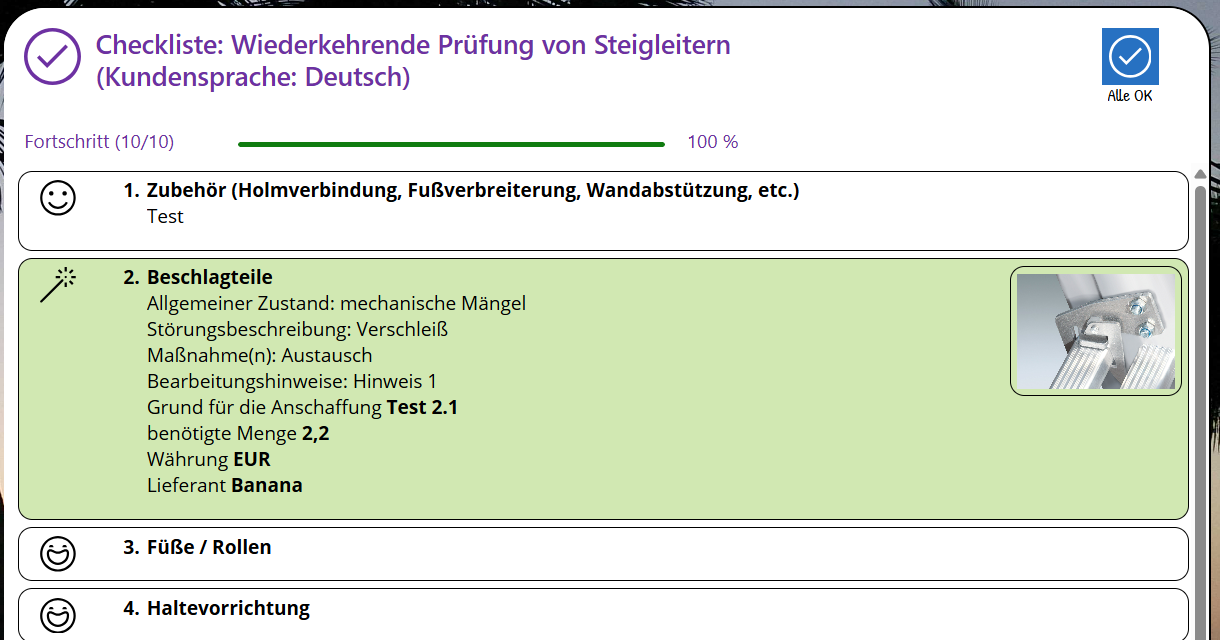 Checkliste: Wiederkehrende Prüfung von Steigleitern
(Kundensprache: Deutsch)
Alle OK
Fortschritt (10/10)
100 %
1. Zubehör (Holmverbindung, Fußverbreiterung, Wandabstützung, etc.)
Test
2. Beschlagteile
Allgemeiner Zustand: mechanische Mängel
Störungsbeschreibung: Verschleiß
Maßnahme(n): Austausch
Bearbeitungshinweise: Hinweis 1
Grund für die Anschaffung Test 2.1
benötigte Menge 2,2
Währung EUR
Lieferant Banana
3. Füße / Rollen
4. Haltevorrichtung